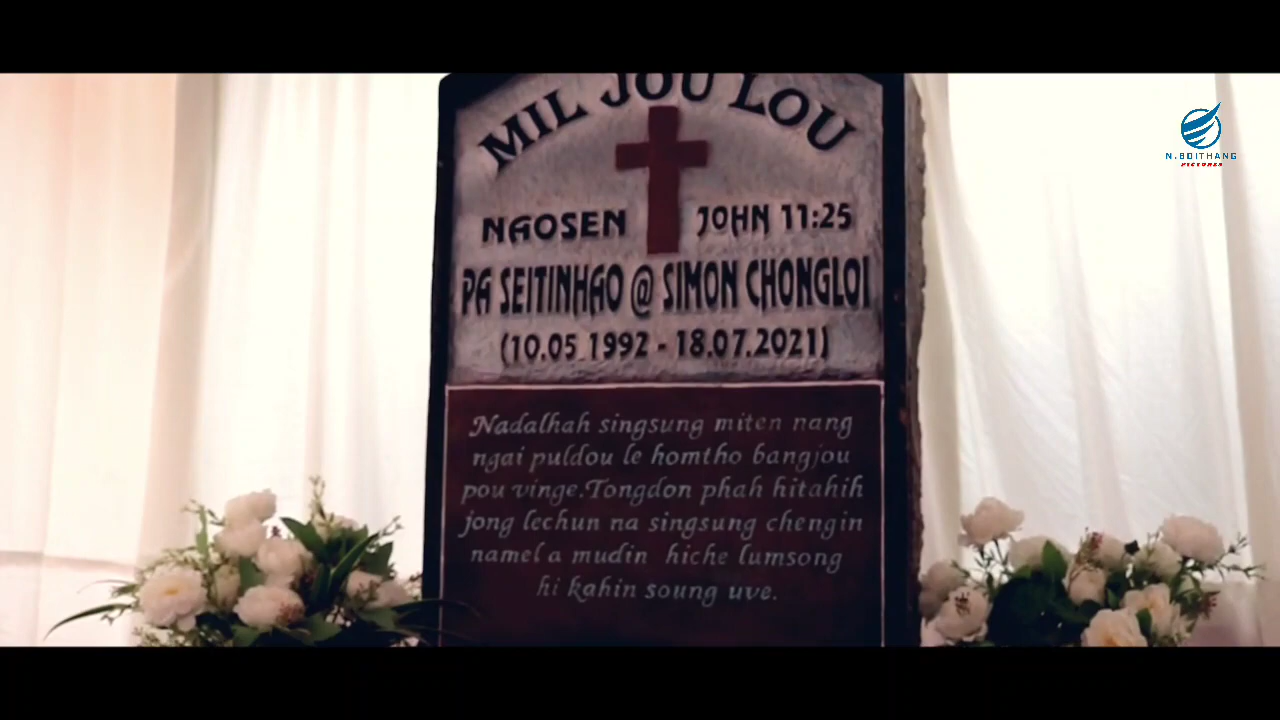 MIL JOU LOU
NAOSEN JOHN 11:25
PA SEITINHAO @ SIMON CHONGLOI
(10.05 1992 - 18.07.2021)
Nadalhah singsung miten nang
ngai puldou le homtho bangjou
pou vinge.Tongdon phah hitahih
jong lechun na singsung chengin
namel a mudin hiche lumsong
hi kahin soung uve.
N.BOITHANG
PICTURES